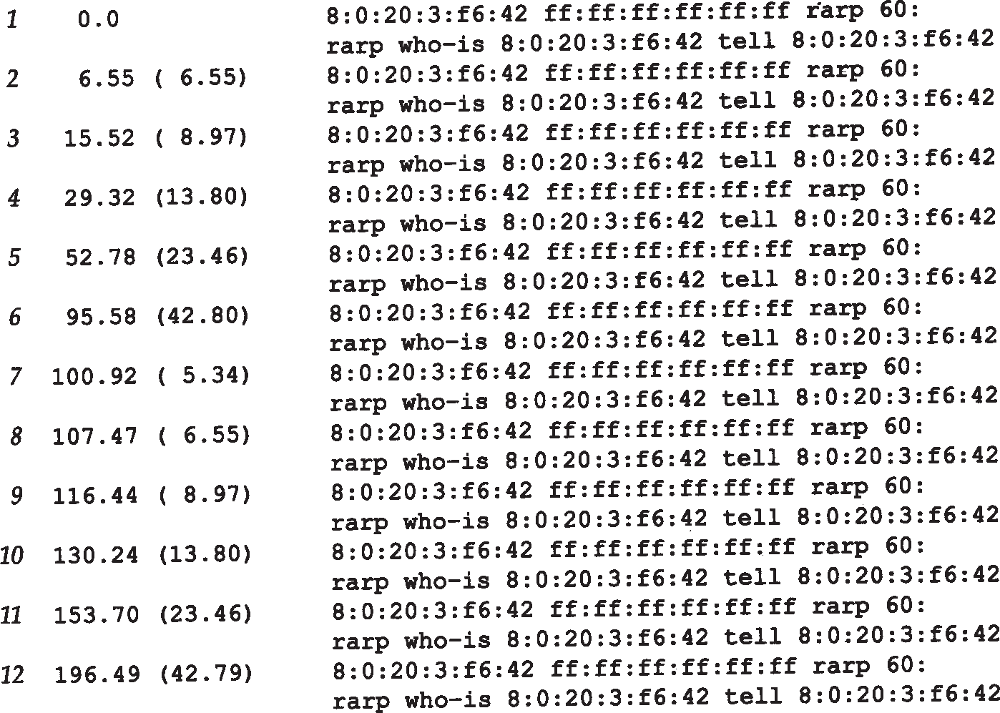 1 0.0 8:0:20:3:f6:42 ff:ff:ff:ff:ff:ff rarp 60:
rarp who-is 8:0:20:3:f6:42 tell 8:0:20:3:f6:42
2 6.55 ( 6.55) 8:0:20:3:f6:42 ff:ff:ff:ff:ff:ff rarp 60:
rarp who-is 8:0:20:3:f6:42 tell 8:0:20:3:f6:42
3 15.52 ( 8.97) 8:0:20:3:f6:42 ff:ff:ff:ff:ff:ff rarp 60:
rarp who-is 8:0:20:3:f6:42 tell 8:0:20:3:f6:42
4 29.32 (13.80) 8:0:20:3:f6:42 ff:ff:ff:ff:ff:ff rarp 60:
rarp who-is 8:0:20:3:f6:42 tell 8:0:20:3:f6:42
5 52.78 (23.46) 8:0:20:3:f6:42 ff:ff:ff:ff:ff:ff rarp 60:
rarp who-is 8:0:20:3:f6:42 tell 8:0:20:3:f6:42
6 95.58 (42.80) 8:0:20:3:f6:42 ff:ff:ff:ff:ff:ff rarp 60:
rarp who-is 8:0:20:3:f6:42 tell 8:0:20:3:f6:42
7 100.92 ( 5.34) 8:0:20:3:f6:42 ff:ff:ff:ff:ff:ff rarp 60:
rarp who-is 8:0:20:3:f6:42 tell 8:0:20:3:f6:42
8 107.47 ( 6.55) 8:0:20:3:f6:42 ff:ff:ff:ff:ff:ff rarp 60:
rarp who-is 8:0:20:3:f6:42 tell 8:0:20:3:f6:42
9 116.44 ( 8.97) 8:0:20:3:f6:42 ff:ff:ff:ff:ff:ff rarp 60:
rarp who-is 8:0:20:3:f6:42 tell 8:0:20:3:f6:42
10 130.24 (13.80) 8:0:20:3:f6:42 ff:ff:ff:ff:ff:ff rarp 60:
rarp who-is 8:0:20:3:f6:42 tell 8:0:20:3:f6:42
11 153.70 (23.46) 8:0:20:3:f6:42 ff:ff:ff:ff:ff:ff rarp 60:
rarp who-is 8:0:20:3:f6:42 tell 8:0:20:3:f6:42
12 196.49 (42.79) 8:0:20:3:f6:42 ff:ff:ff:ff:ff:ff rarp 60:
rarp who-is 8:0:20:3:f6:42 tell 8:0:20:3:f6:42